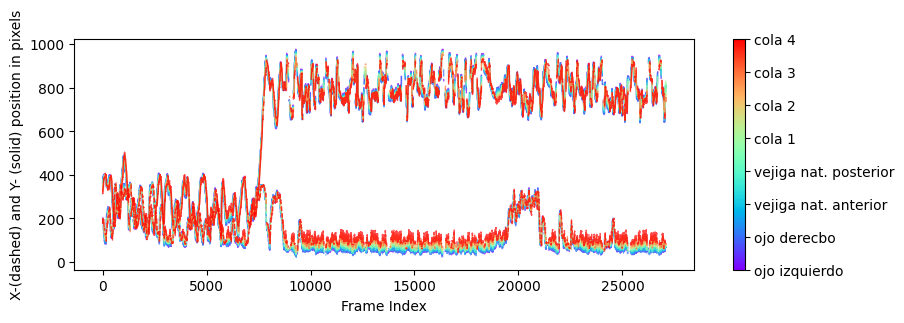 X-(dashed) and Y- (solid) position in pixels
1000
800
600
400
200
0
0
5000
10000
15000
20000
25000
Frame Index
cola 4
cola 3
cola 2
cola 1
vejiga nat. posterior
vejiga nat. anterior
ojo derecbo
ojo izquierdo